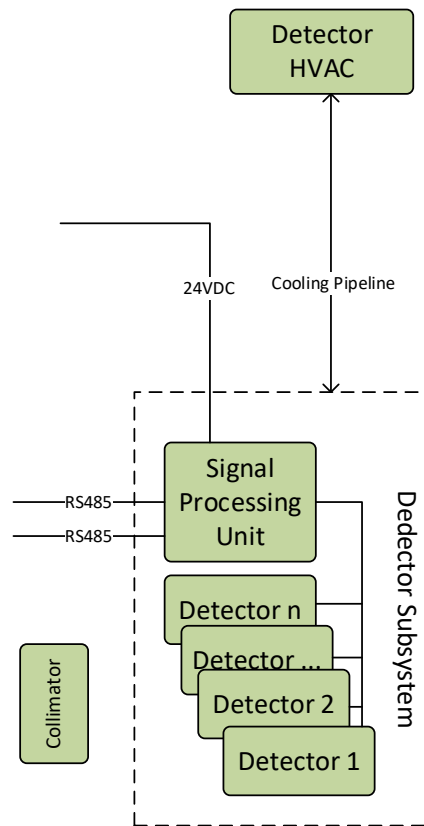 Detector
HVAC
24VDC
Cooling Pipeline
Signal
Processing
Unit
RS485
RS485
Dedector Subsystem
Detector n
Detector ...
Detector 2
Detector 1
Collimator